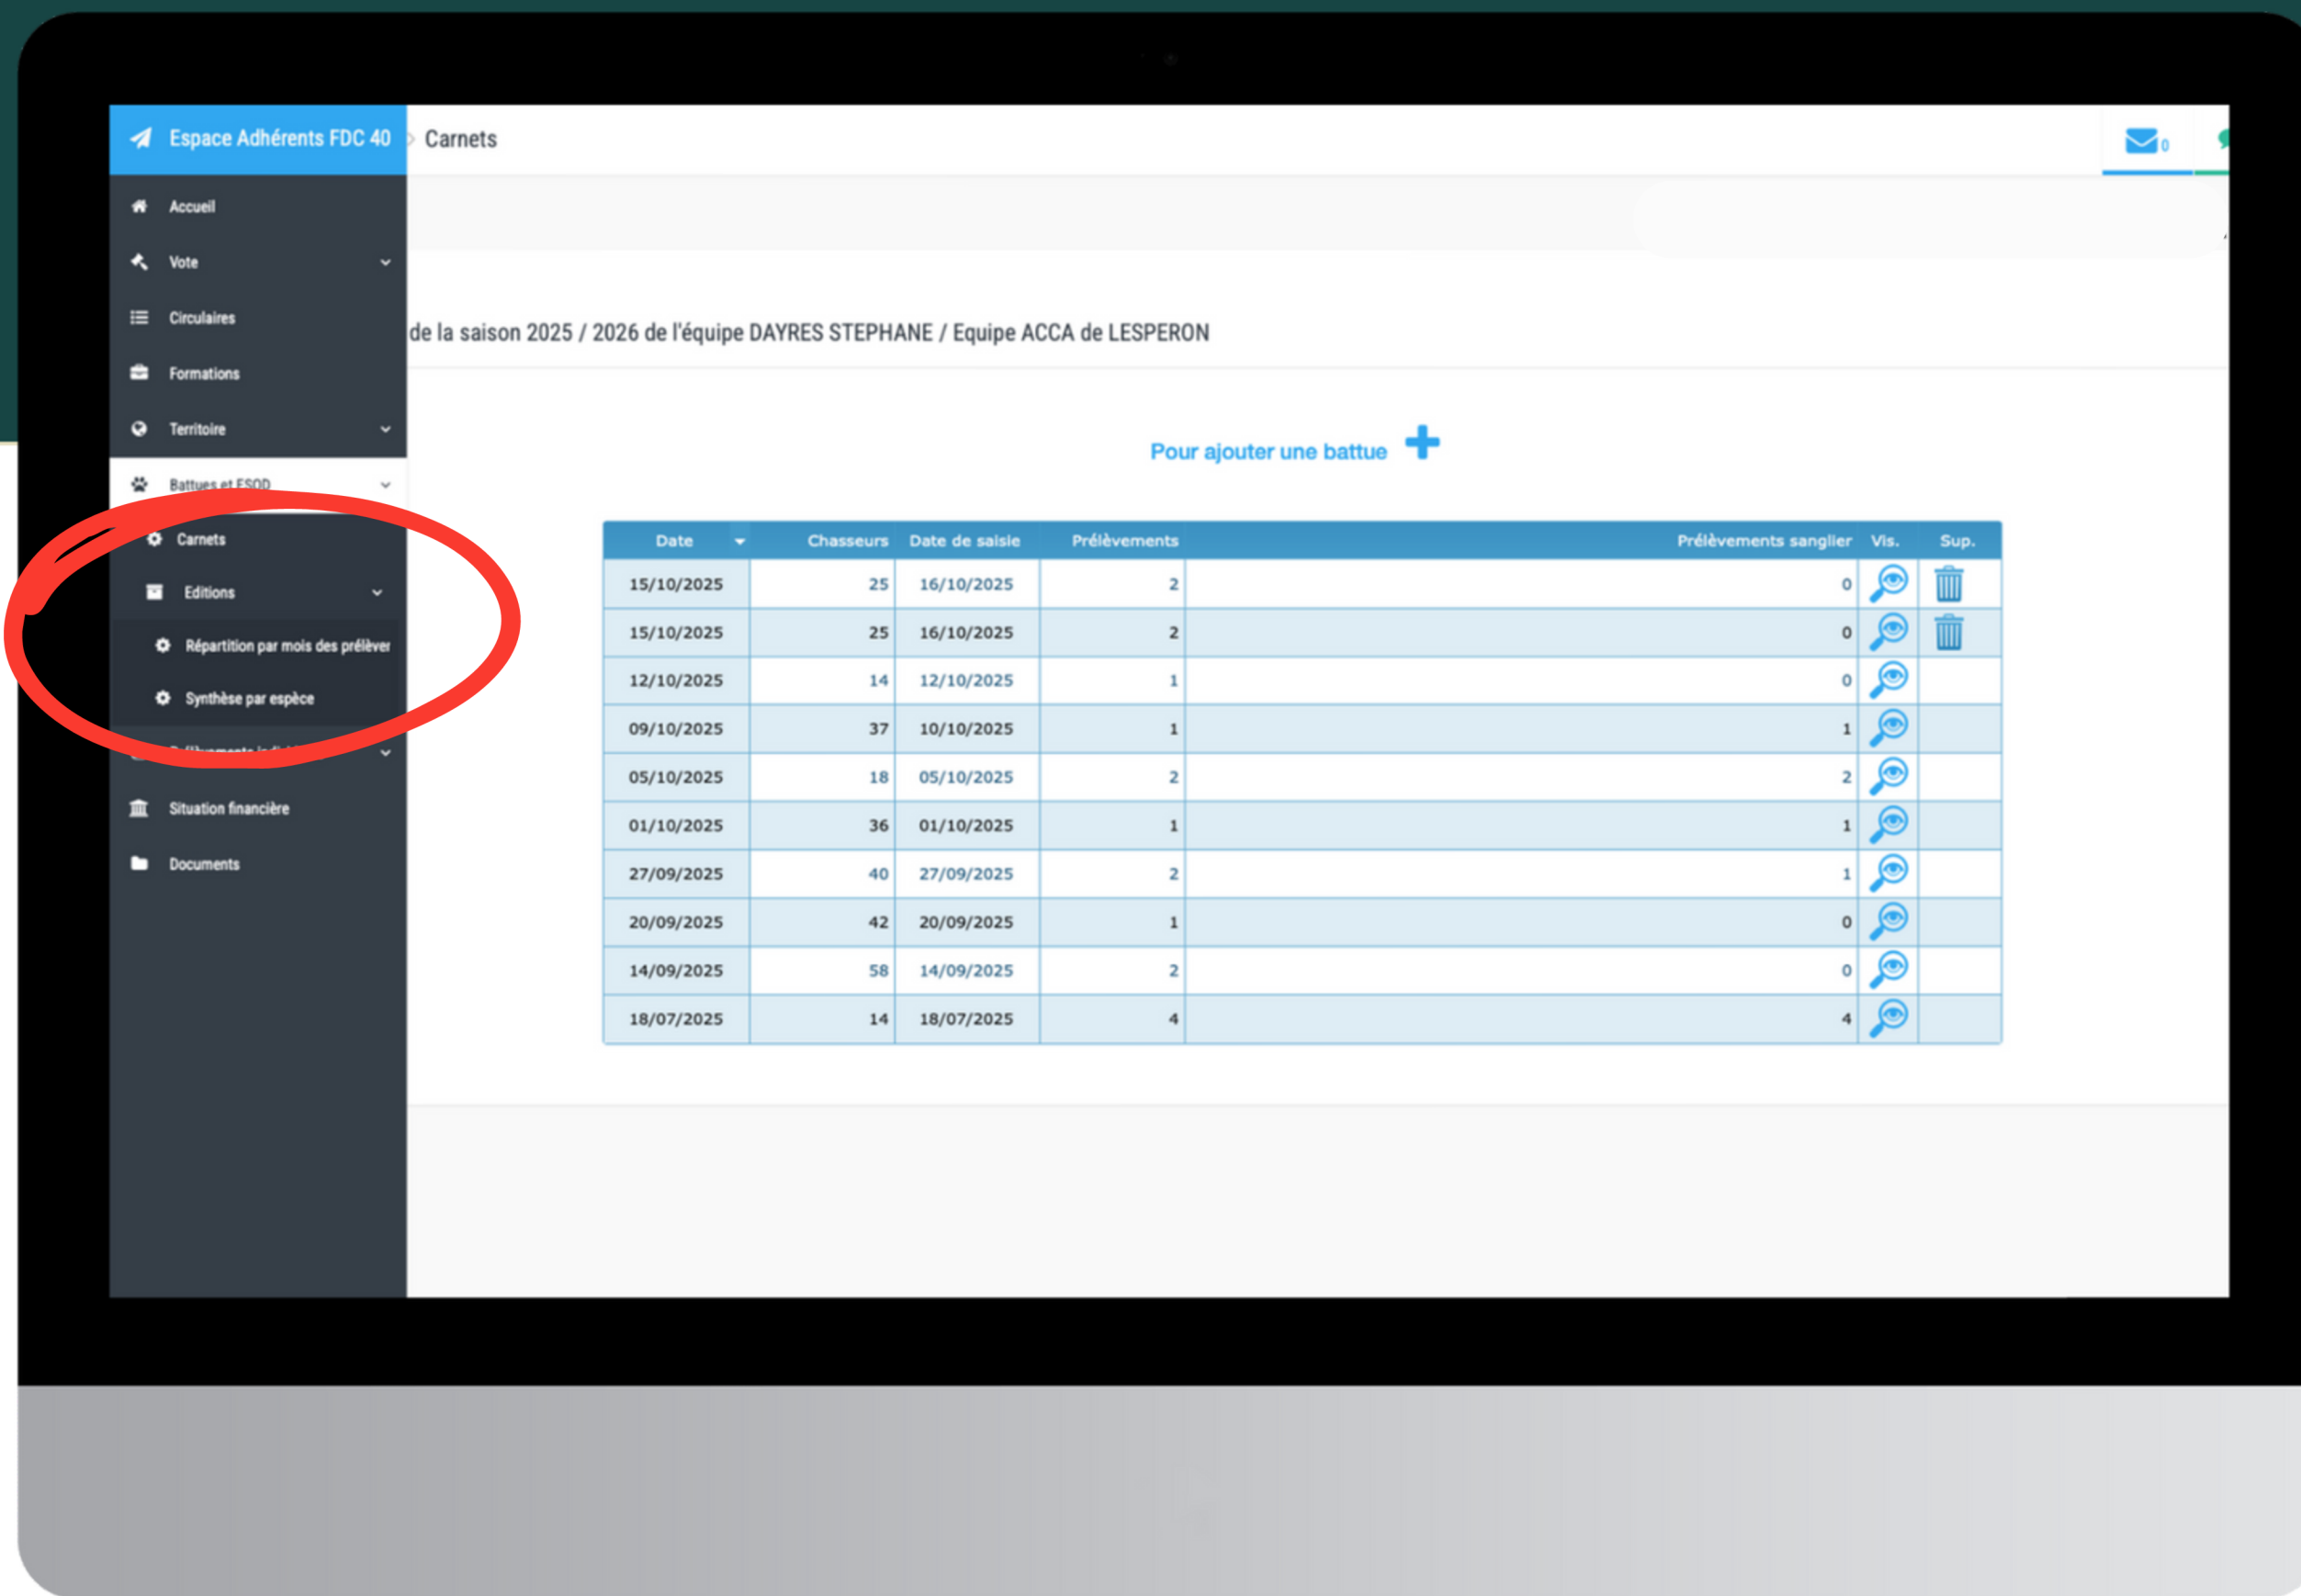 Espace Adhérents FDC 40
Carnets
0
Accueil
Vote
Circulaires
Formations
Territoire
Battues et ESOD
Carnets
Editions
Répartition par mois des prélèver
Synthèse par espèce
Situation financière
Documents
de la saison 2025 / 2026 de l'équipe DAYRES STEPHANE / Equipe ACCA de LESPERON
Pour ajouter une battue
Date Chasseurs Date de saisie Prélèvements Prélèvements sanglier Vis. Sup.
15/10/2025 25 16/10/2025 2 0
15/10/2025 25 16/10/2025 2 0
12/10/2025 14 12/10/2025 1 0
09/10/2025 37 10/10/2025 1 1
05/10/2025 18 05/10/2025 2 2
01/10/2025 36 01/10/2025 1 1
27/09/2025 40 27/09/2025 2 1
20/09/2025 42 20/09/2025 1 0
14/09/2025 58 14/09/2025 2 0
18/07/2025 14 18/07/2025 4 4